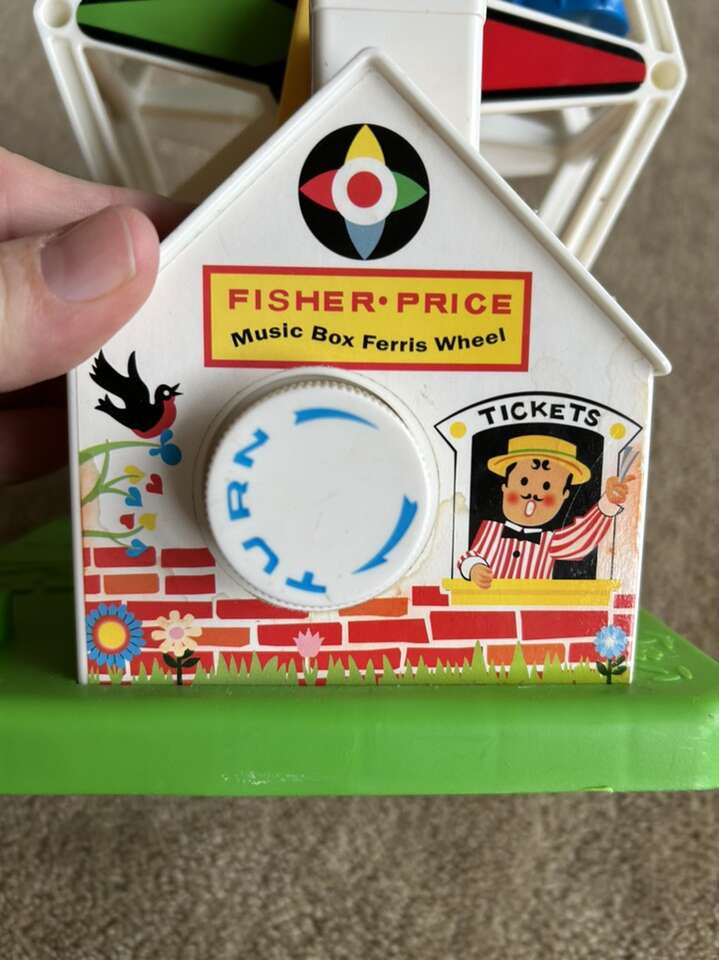 FISHER•PRICE
Music Box Ferris Wheel
TICKETS
TURN